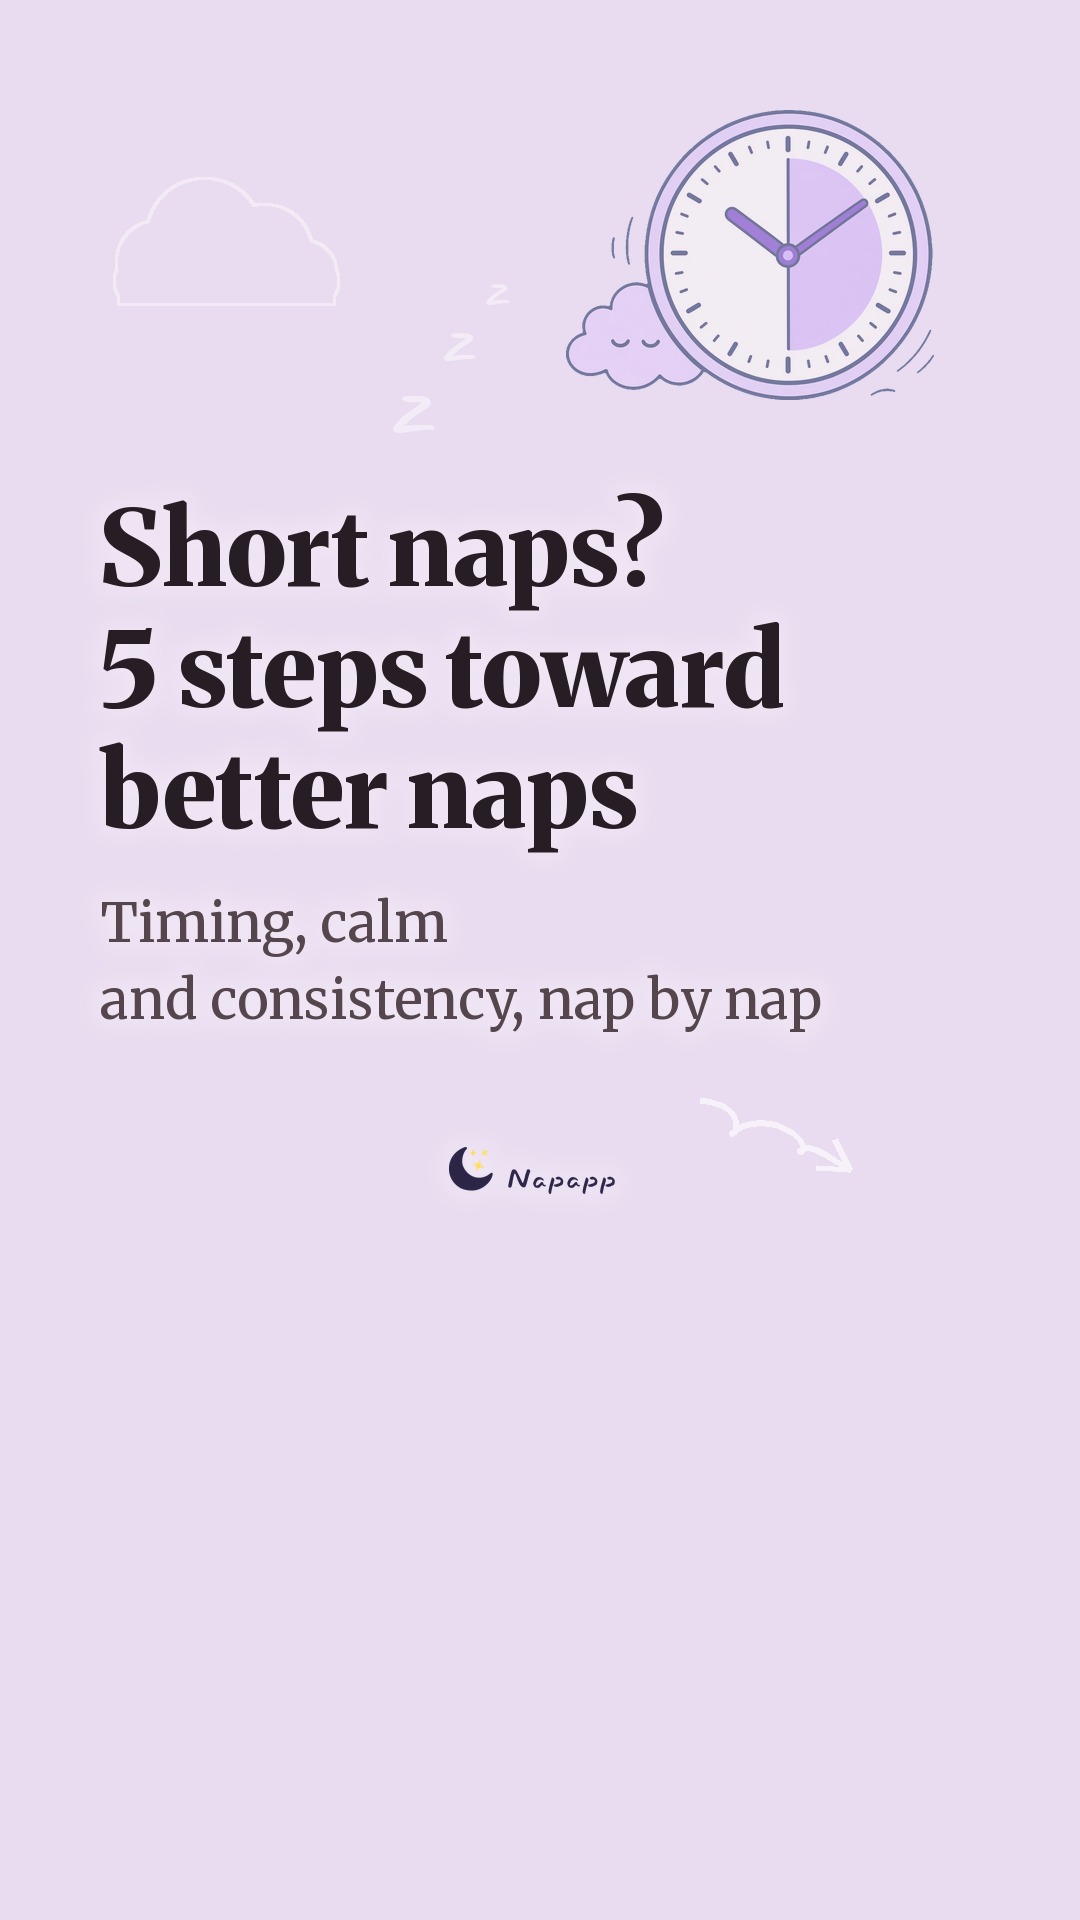 z
z
z
Short naps?
5 steps toward
better naps
Timing, calm
and consistency, nap by nap
Napapp